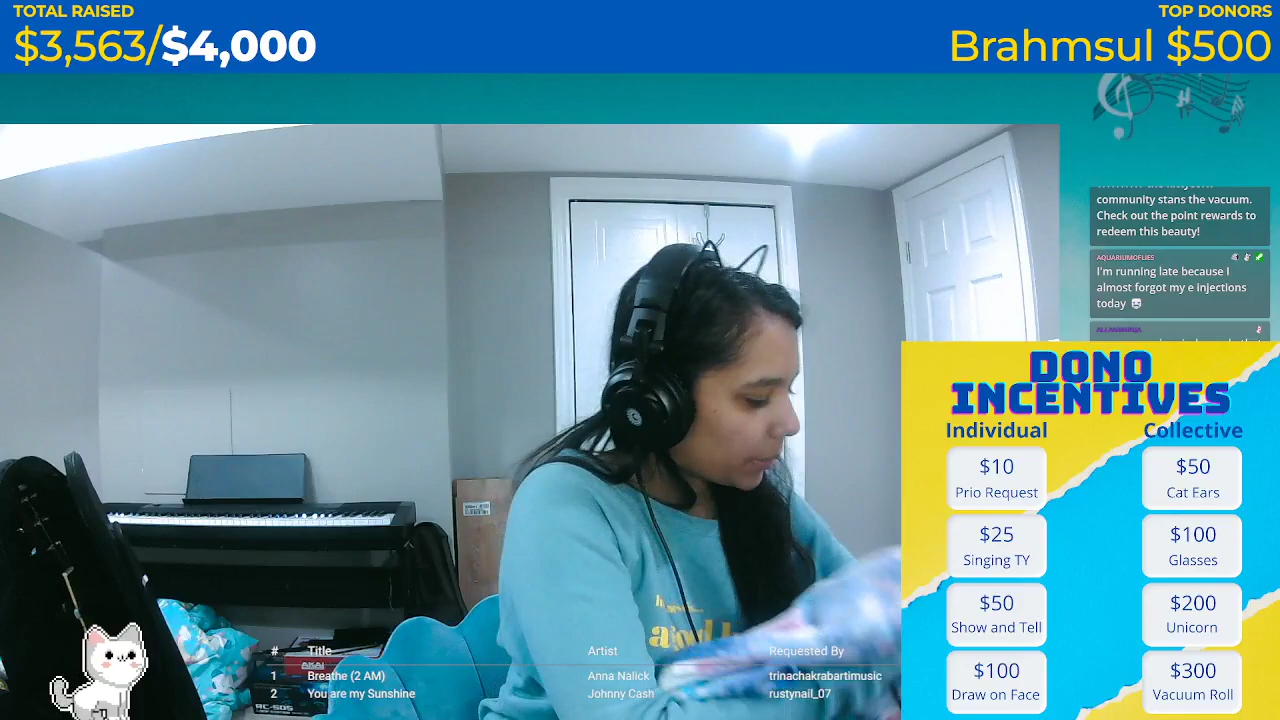 TOTAL RAISED
$3,563/$4,000
TOP DONORS
Brahmsul $500
community stans the vacuum.
Check out the point rewards to
redeem this beauty!
AQUARIUMOFLIES
I'm running late because I
almost forgot my e injections
today
DONO
INCENTIVES
Individual
Collective
$10
Prio Request
$50
Cat Ears
$25
Singing TY
$100
Glasses
$50
Show and Tell
$200
Unicorn
$100
Draw on Face
$300
Vacuum Roll
# Title Artist Requested By
1 Breathe (2 AM) Anna Nalick trinachakrabartimusic
2 You are my Sunshine Johnny Cash rustynail_07
AKAI
RC-505